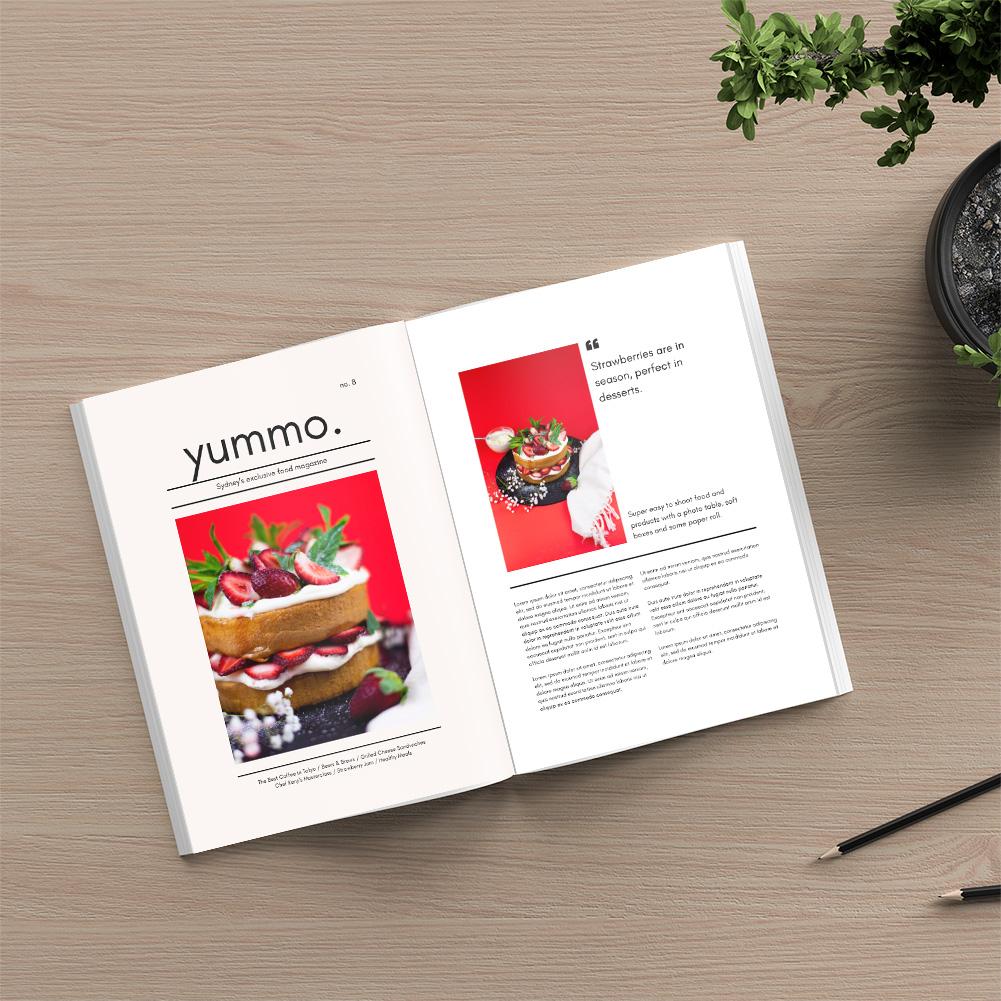 no. 8
yummo.
Sydney's exclusive food magazine
The Best Coffee in Tokyo / Beers & Brews / Grilled Cheese Sandwiches
Chef Kany's Masterclass / Strawberry Jam / Healthy Meals
“
Strawberries are in
season, perfect in
desserts.
Super easy to shoot food and
products with a photo table, soft
boxes and some paper roll.
Lorem ipsum dolor sit amet, consectetur adipiscing
elit, sed do eiusmod tempor incididunt ut labore et
dolore magna aliqua. Ut enim ad minim veniam,
quis nostrud exercitation ullamco laboris nisi ut
aliquip ex ea commodo consequat. Duis aute irure
dolor in reprehenderit in voluptate velit esse cillum
dolore eu fugiat nulla pariatur. Excepteur sint
occaecat cupidatat non proident, sunt in culpa qui
officia deserunt mollit anim id est laborum.
Lorem ipsum dolor sit amet, consectetur adipiscing
elit, sed do eiusmod tempor incididunt ut labore et
dolore magna aliqua. Ut enim ad minim veniam,
quis nostrud exercitation ullamco laboris nisi ut
aliquip ex ea commodo consequat.
Ut enim ad minim veniam, quis nostrud exercitation
ullamco laboris nisi ut aliquip ex ea commodo
consequat.
Duis aute irure dolor in reprehenderit in voluptate
velit esse cillum dolore eu fugiat nulla pariatur.
Excepteur sint occaecat cupidatat non proident,
sunt in culpa qui officia deserunt mollit anim id est
laborum.
Lorem ipsum dolor sit amet, consectetur adipiscing
elit, sed do eiusmod tempor incididunt ut labore et
dolore magna aliqua.